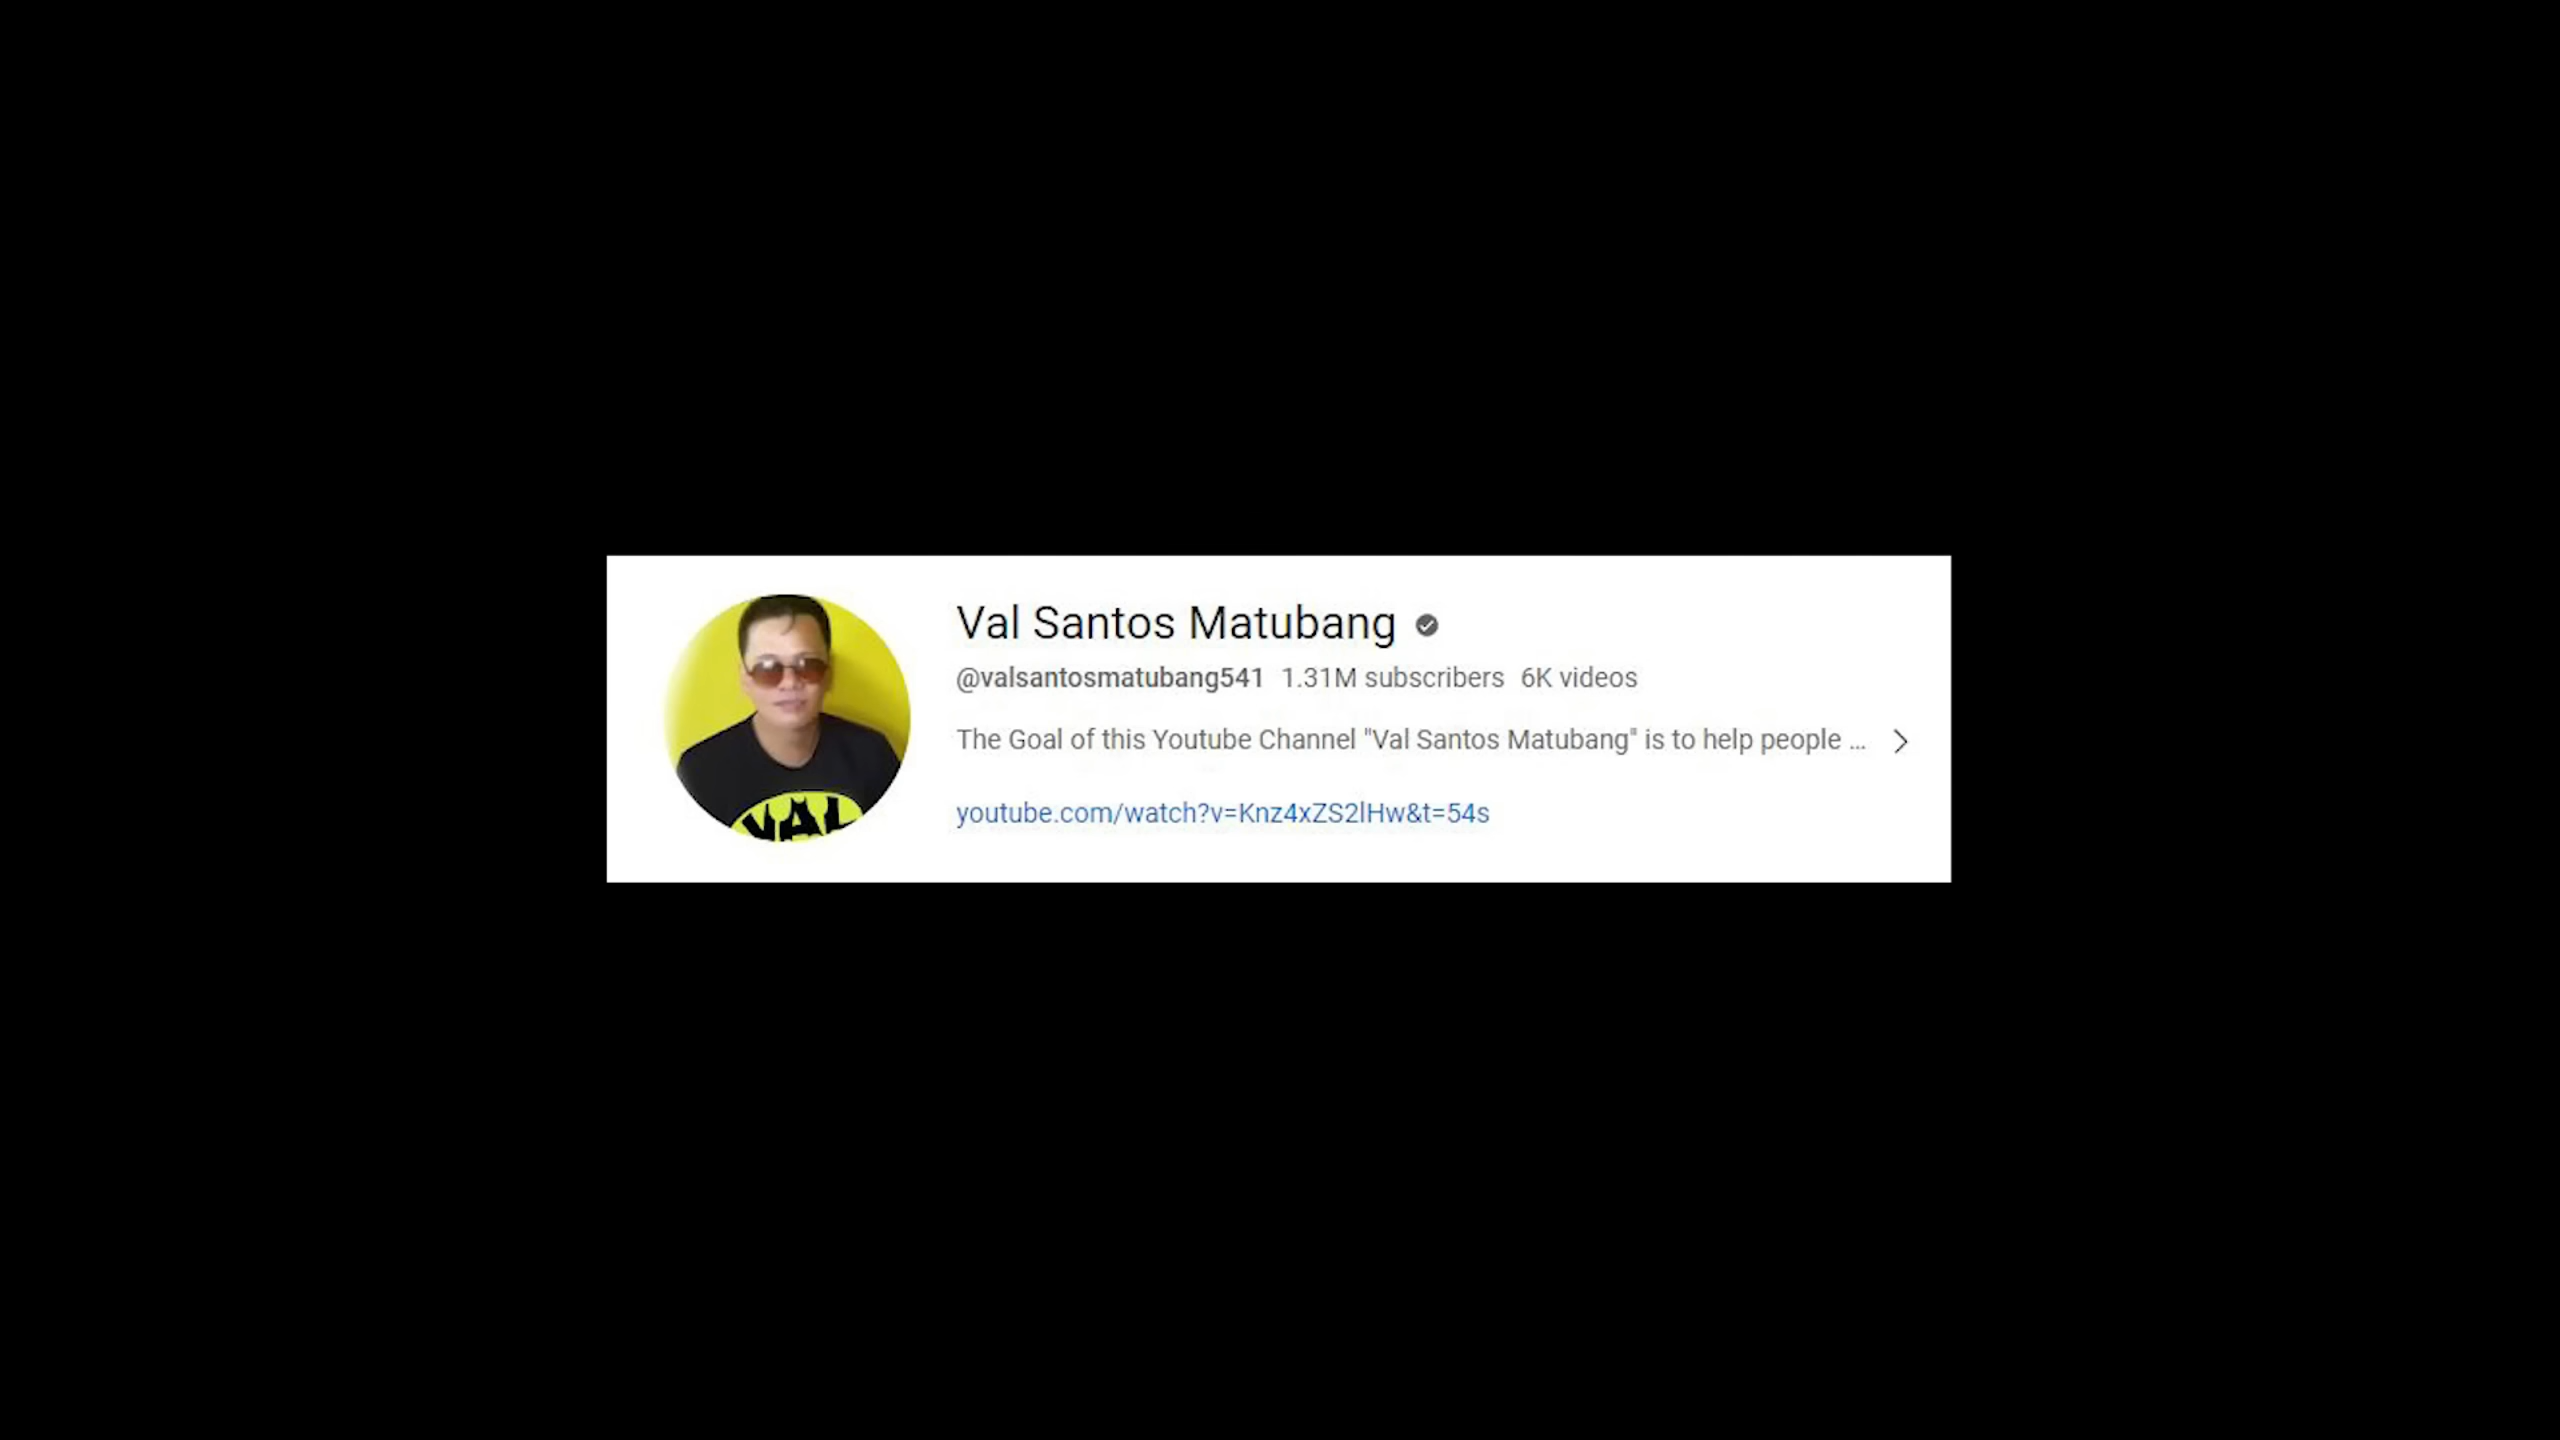 Val Santos Matubang
@valsantosmatubang541 1.31M subscribers 6K videos
The Goal of this Youtube Channel "Val Santos Matubang" is to help people ...
youtube.com/watch?v=Knz4xZS2lHw&t=54s
VAL